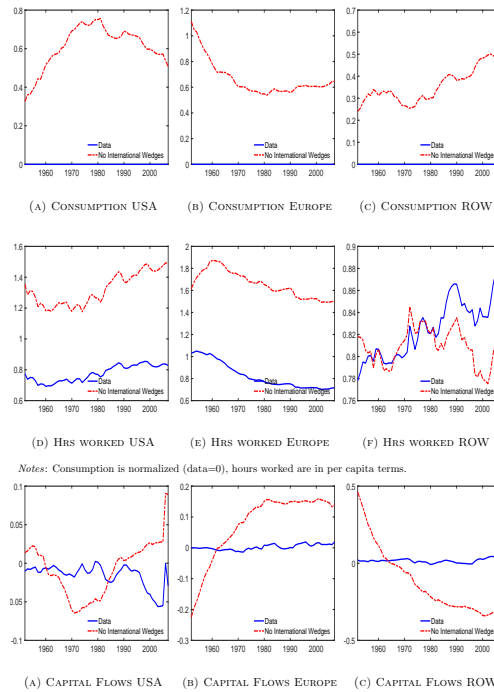 0.8
0.6
0.4
0.2
0
1960 1970 1980 1990 2000
Data
No International Wedges
1.2
1
0.8
0.6
0.4
0.2
0
1960 1970 1980 1990 2000
Data
No International Wedges
0.7
0.6
0.5
0.4
0.3
0.2
0.1
0
1960 1970 1980 1990 2000
Data
No International Wedges
(A) CONSUMPTION USA
(B) CONSUMPTION EUROPE
(C) CONSUMPTION ROW
1.6
1.4
1.2
1
0.8
0.6
1960 1970 1980 1990 2000
Data
No International Wedges
2.1
1.8
1.5
1.2
0.9
0.6
1960 1970 1980 1990 2000
Data
No International Wedges
0.88
0.86
0.84
0.82
0.8
0.78
0.76
1960 1970 1980 1990 2000
Data
No International Wedges
(D) HRS WORKED USA
(E) HRS WORKED EUROPE
(F) HRS WORKED ROW
Notes: Consumption is normalized (data=0), hours worked are in per capita terms.
0.1
0.05
0
0.05
-0.1
1960 1970 1980 1990 2000
Data
No International Wedges
0.2
0.1
0
-0.1
-0.2
-0.3
1960 1970 1980 1990 2000
Data
No International Wedges
0.5
0
-0.5
1960 1970 1980 1990 2000
Data
No International Wedges
(A) CAPITAL FLOWS USA
(B) CAPITAL FLOWS EUROPE
(C) CAPITAL FLOWS ROW